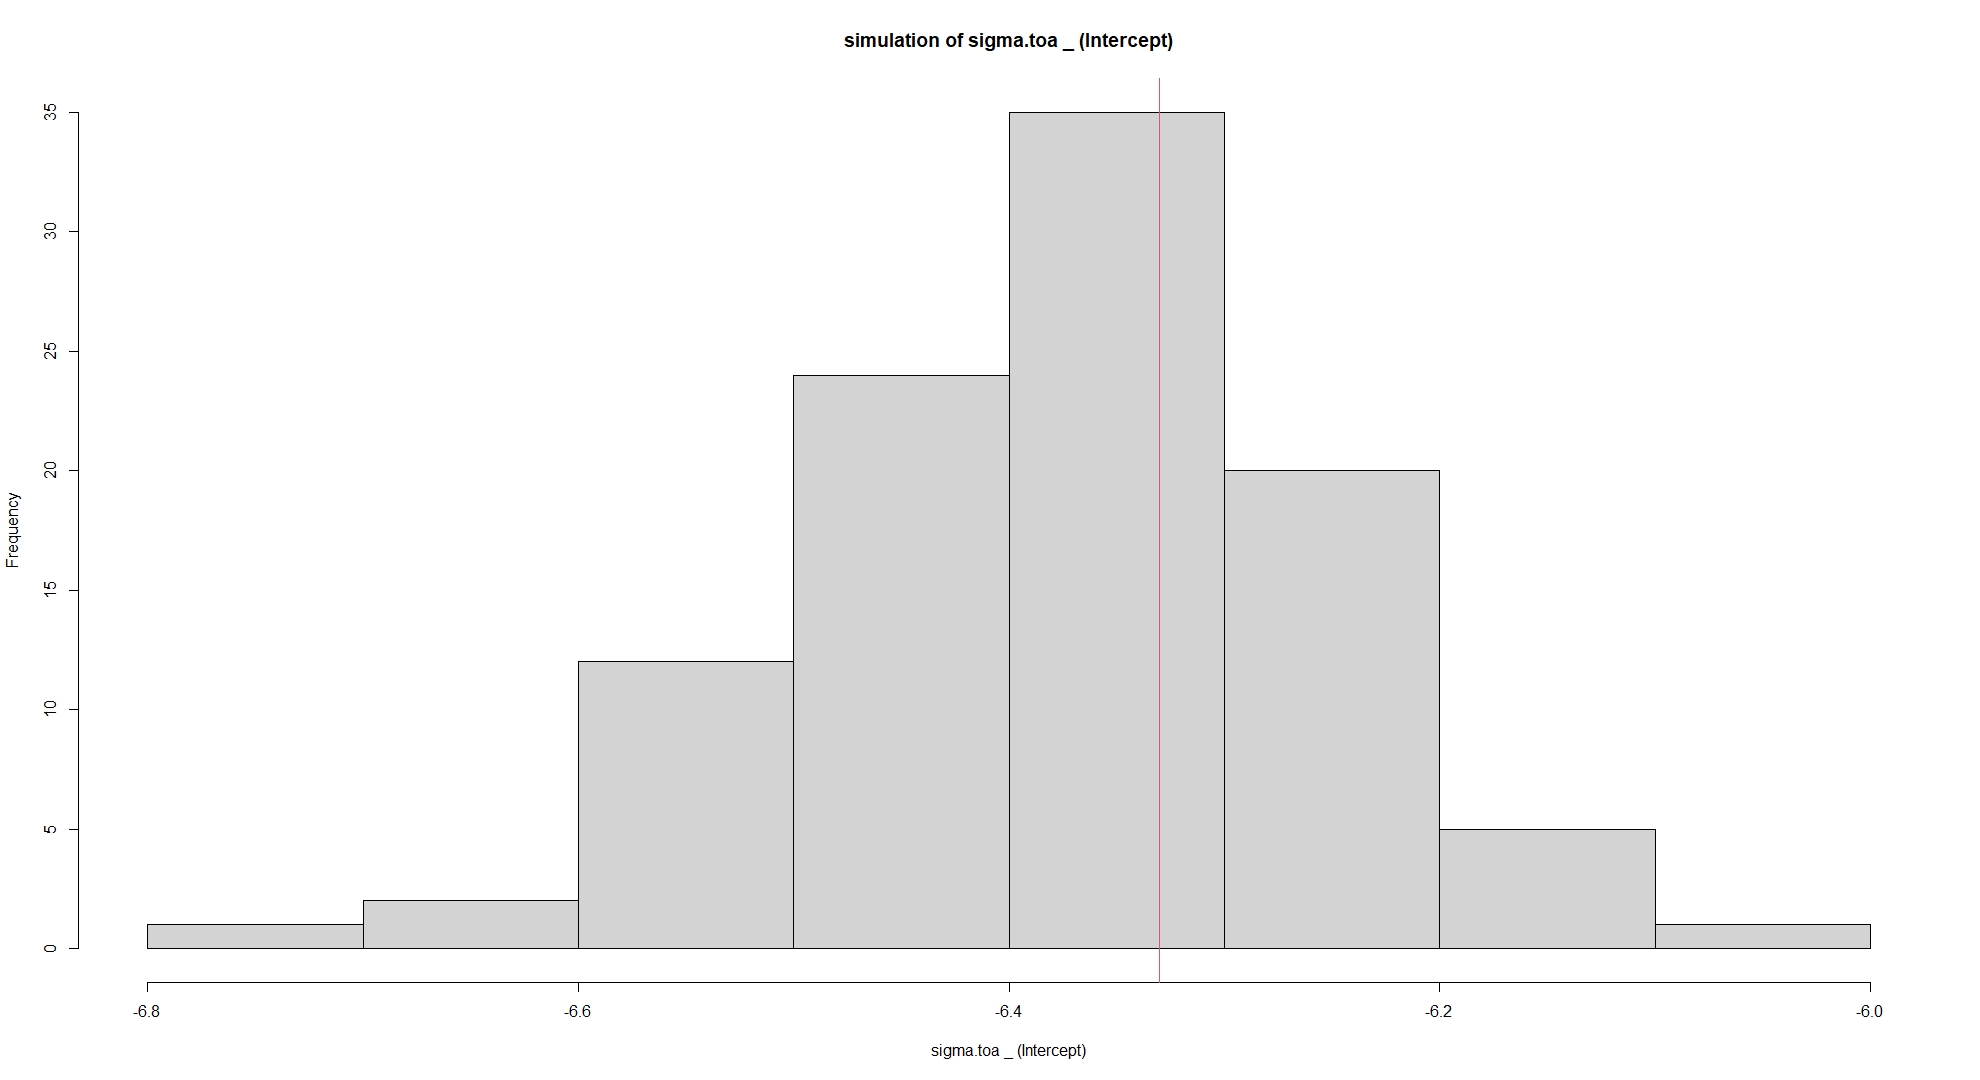 simulation of sigma.toa _ (Intercept)
35
30
25
20
15
10
5
0
Frequency
-6.8 -6.6 -6.4 -6.2 -6.0
sigma.toa _ (Intercept)